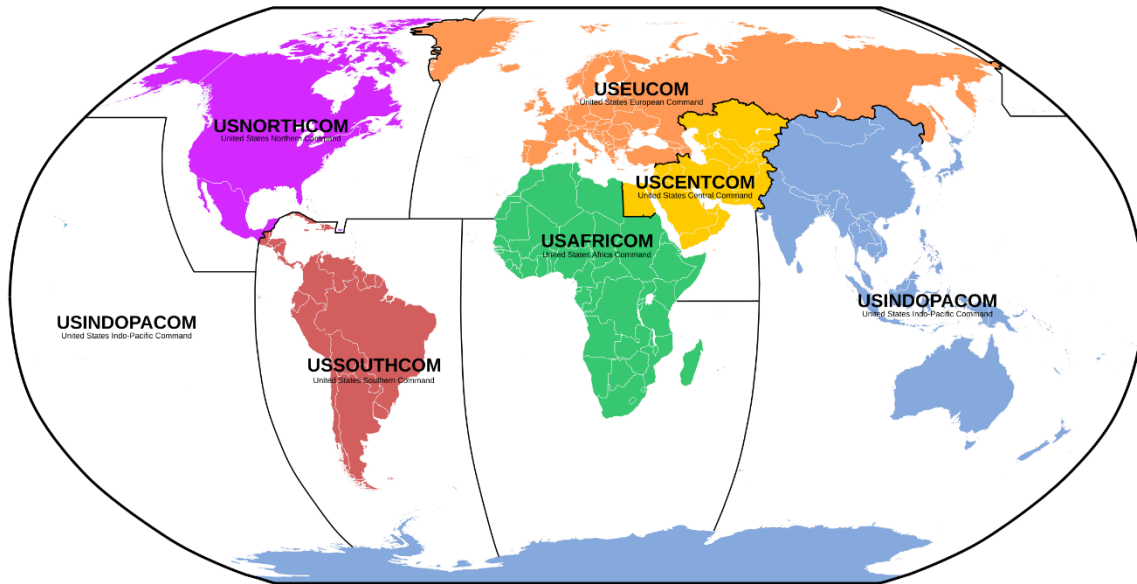 USEUCOM
United States European Command
USNORTHCOM
United States Northern Command
USCENTCOM
United States Central Command
USAFRICOM
United States Africa Command
USINDOPACOM
United States Indo-Pacific Command
USINDOPACOM
United States Indo-Pacific Command
USSOUTHCOM
United States Southern Command